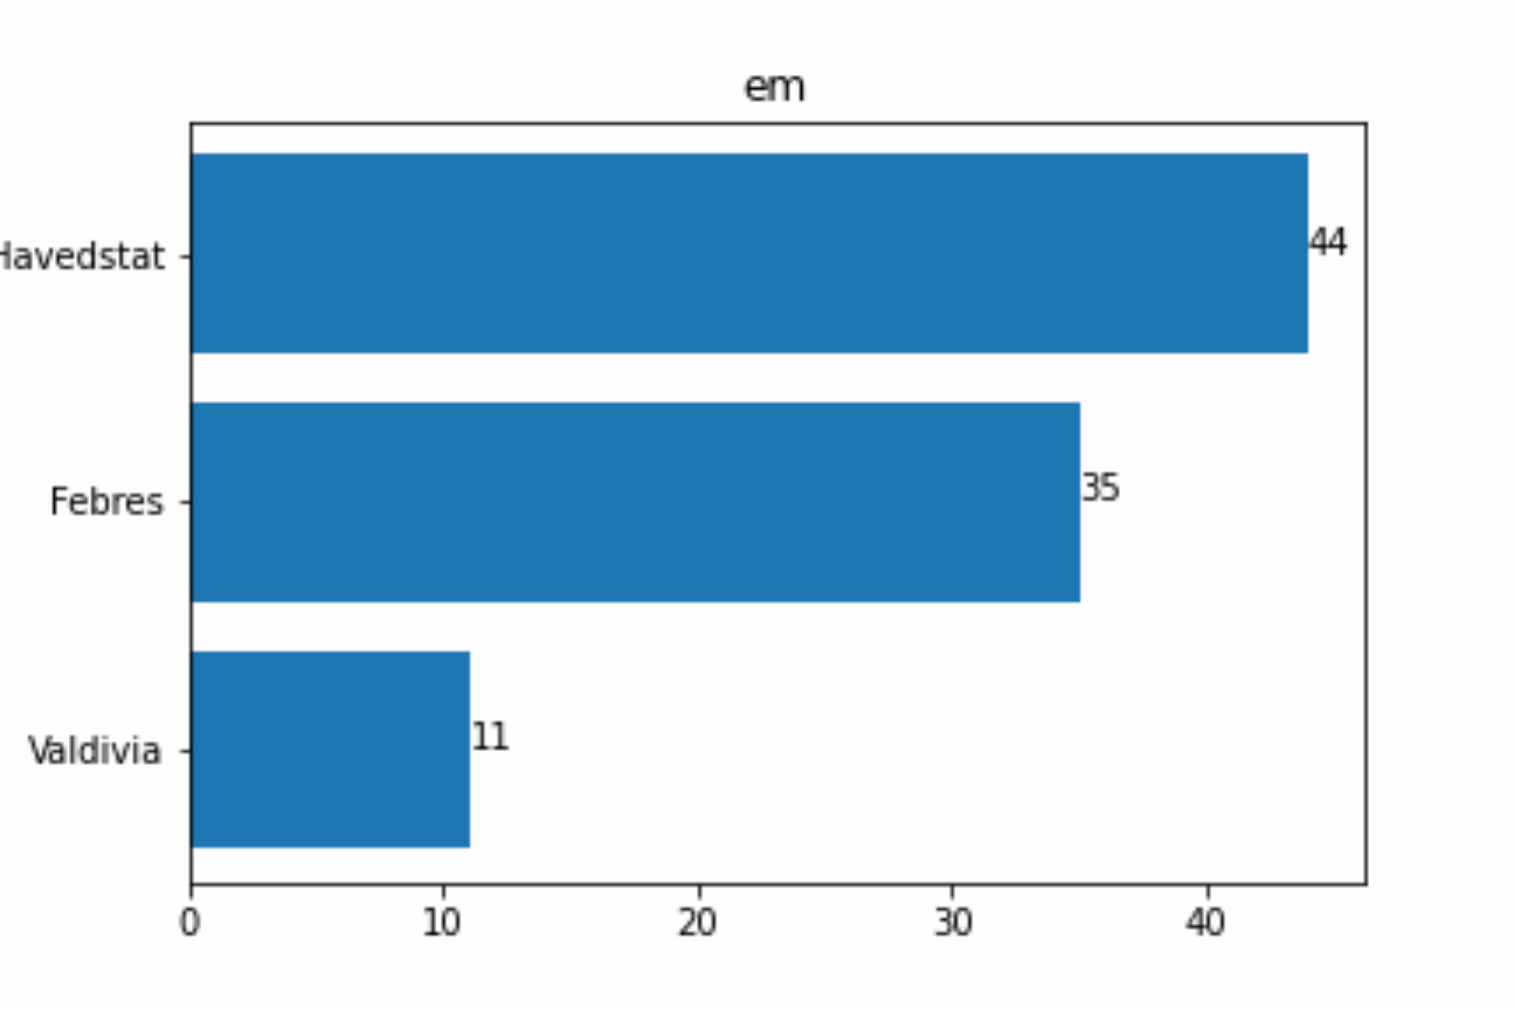 em
Havedstat
44
Febres
35
Valdivia
11
0 10 20 30 40